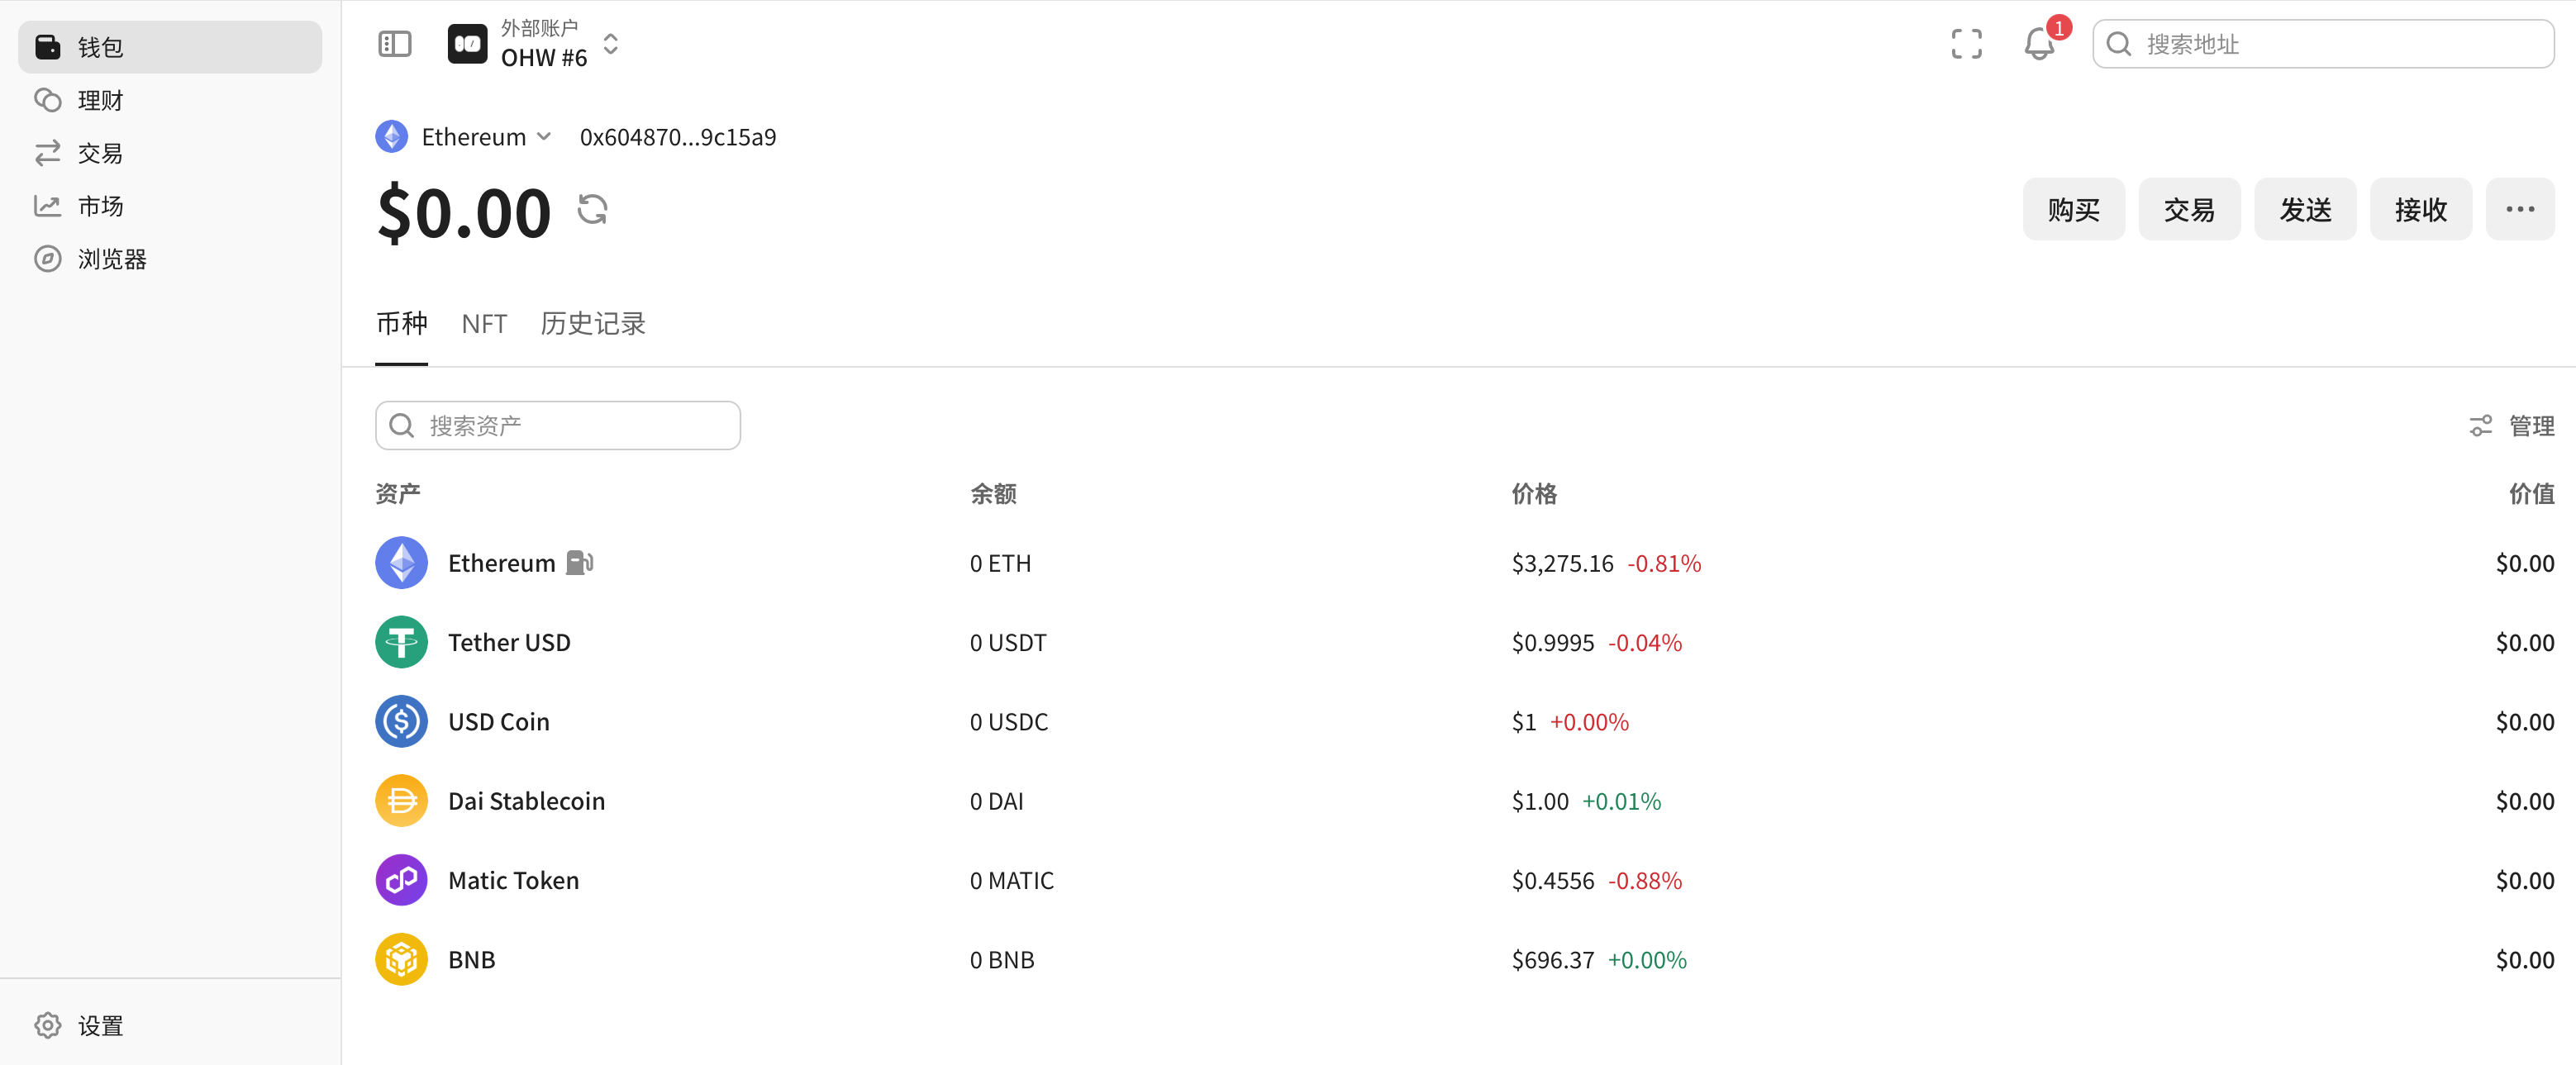 钱包
理财
交易
市场
浏览器
设置
外部账户
OHW #6
1
搜索地址
Ethereum 0x604870...9c15a9
$0.00
购买 交易 发送 接收
币种 NFT 历史记录
搜索资产
管理
资产 余额 价格 价值
Ethereum 0 ETH $3,275.16 -0.81% $0.00
Tether USD 0 USDT $0.9995 -0.04% $0.00
USD Coin 0 USDC $1 +0.00% $0.00
Dai Stablecoin 0 DAI $1.00 +0.01% $0.00
Matic Token 0 MATIC $0.4556 -0.88% $0.00
BNB 0 BNB $696.37 +0.00% $0.00